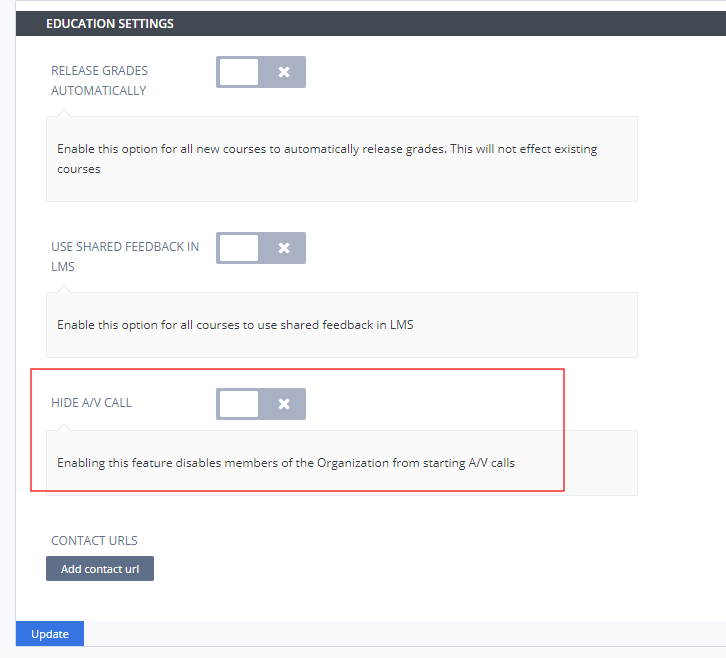 EDUCATION SETTINGS
RELEASE GRADES
AUTOMATICALLY
Enable this option for all new courses to automatically release grades. This will not effect existing
courses
USE SHARED FEEDBACK IN
LMS
Enable this option for all courses to use shared feedback in LMS
HIDE A/V CALL
Enabling this feature disables members of the Organization from starting A/V calls
CONTACT URLS
Add contact url
Update